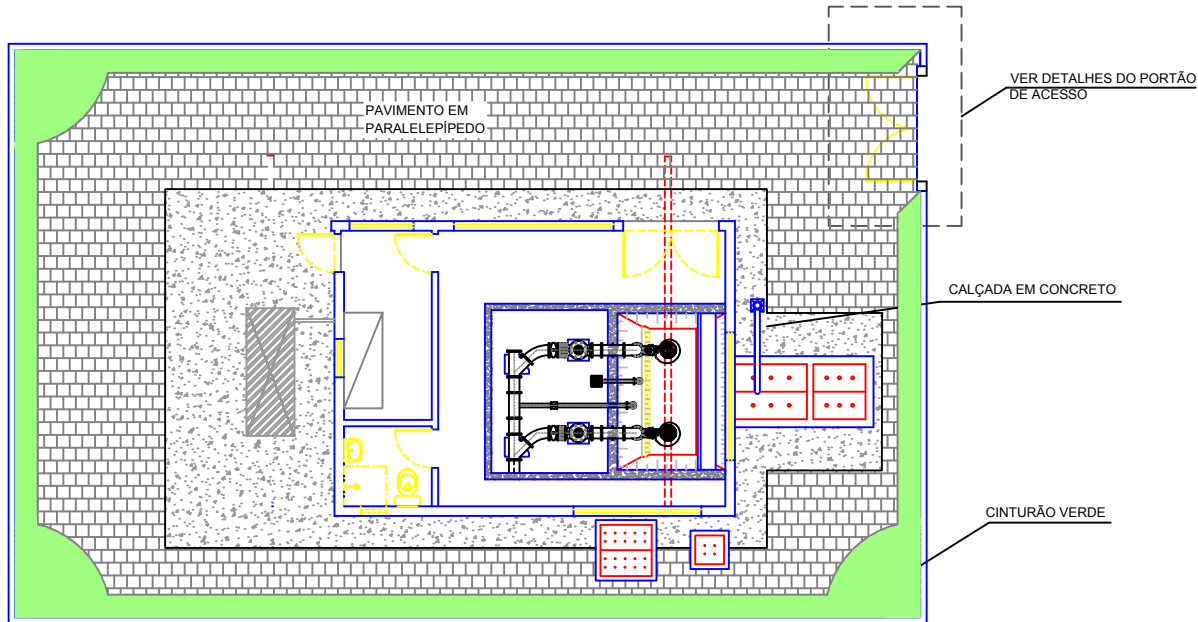 VER DETALHES DO PORTÃO
DE ACESSO
PAVIMENTO EM
PARALELEPÍPEDO
CALÇADA EM CONCRETO
CINTURÃO VERDE